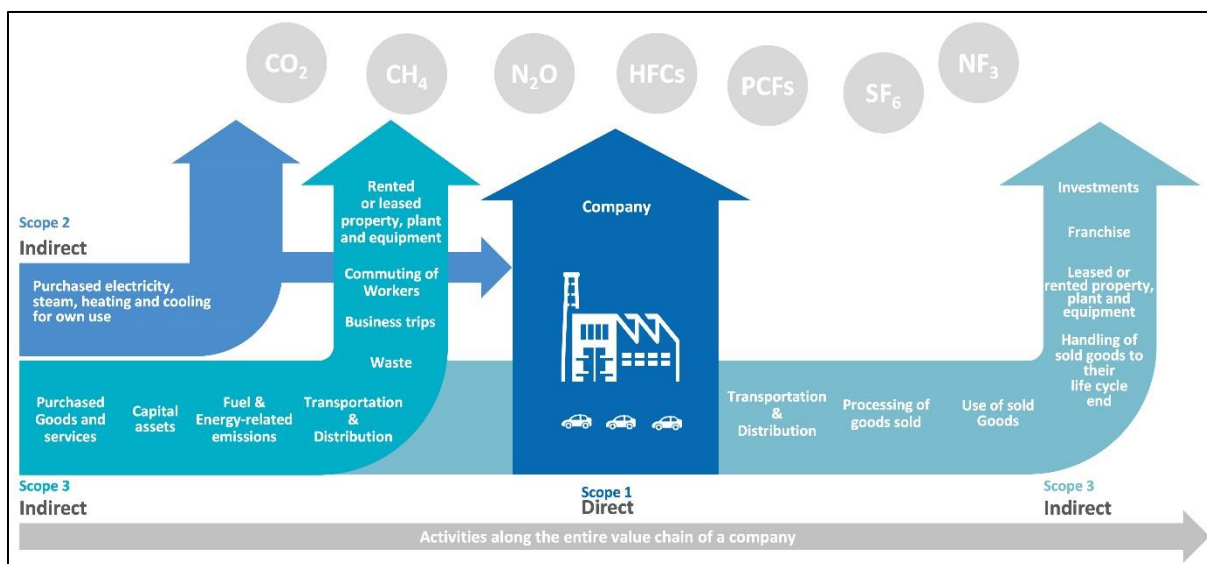 CO₂
CH₄
N₂O
HFCs
PCFs
SF₆
NF₃
Scope 2
Indirect
Purchased electricity,
steam, heating and cooling
for own use
Rented
or leased
property, plant
and equipment
Commuting of
Workers
Business trips
Waste
Purchased
Goods and
services
Capital
assets
Fuel &
Energy-related
emissions
Transportation
&
Distribution
Company
Transportation
&
Distribution
Processing of
goods sold
Use of sold
Goods
Investments
Franchise
Leased or
rented property,
plant and
equipment
Handling of
sold goods to
their
life cycle
end
Scope 3
Indirect
Scope 1
Direct
Scope 3
Indirect
Activities along the entire value chain of a company